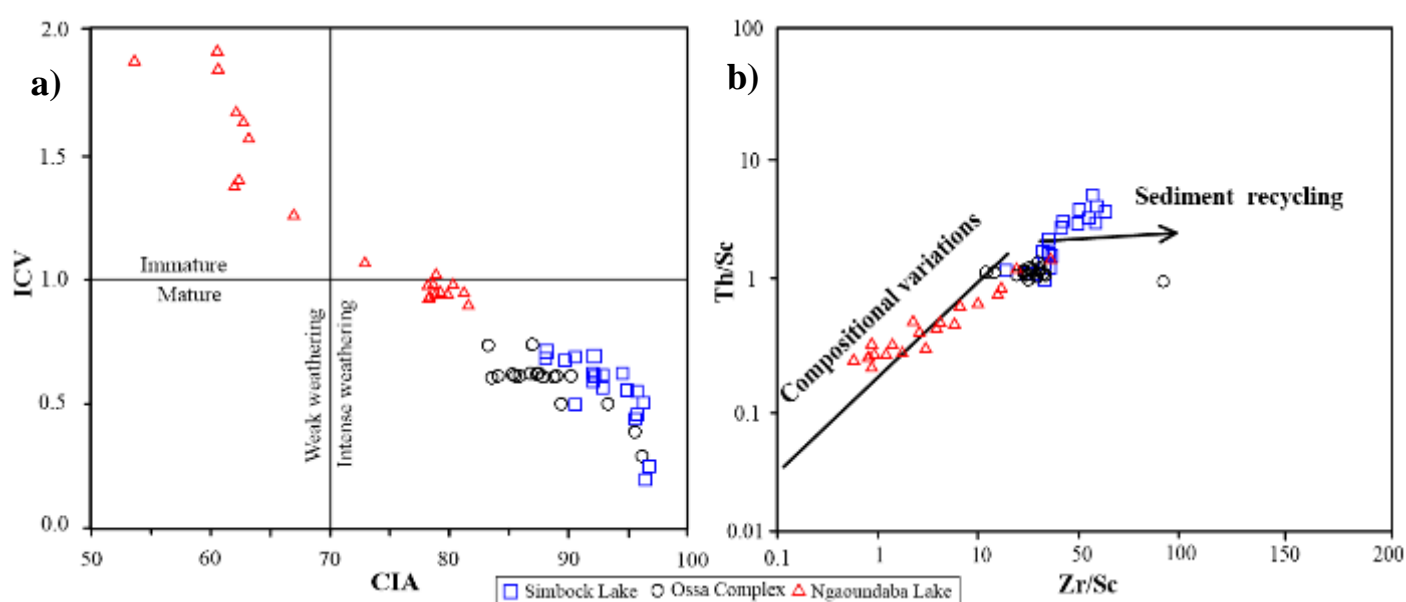 a)
ICV
2.0
1.5
1.0
0.5
0.0
Immature
Mature
Weak weathering
Intense weathering
50
60
70
80
90
100
CIA
b)
Th/Sc
100
10
1
0.1
0.01
Compositional variations
Sediment recycling
0.1
1
10
50
100
150
200
Zr/Sc
Simbock Lake Ossa Complex Ngaoundaba Lake